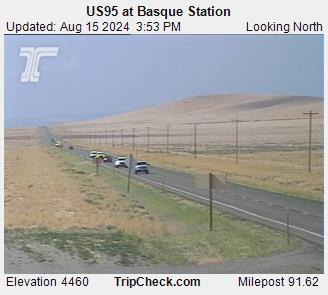 US95 at Basque Station
Updated: Aug 15 2024 3:53 PM Looking North
Elevation 4460 TripCheck.com Milepost 91.62